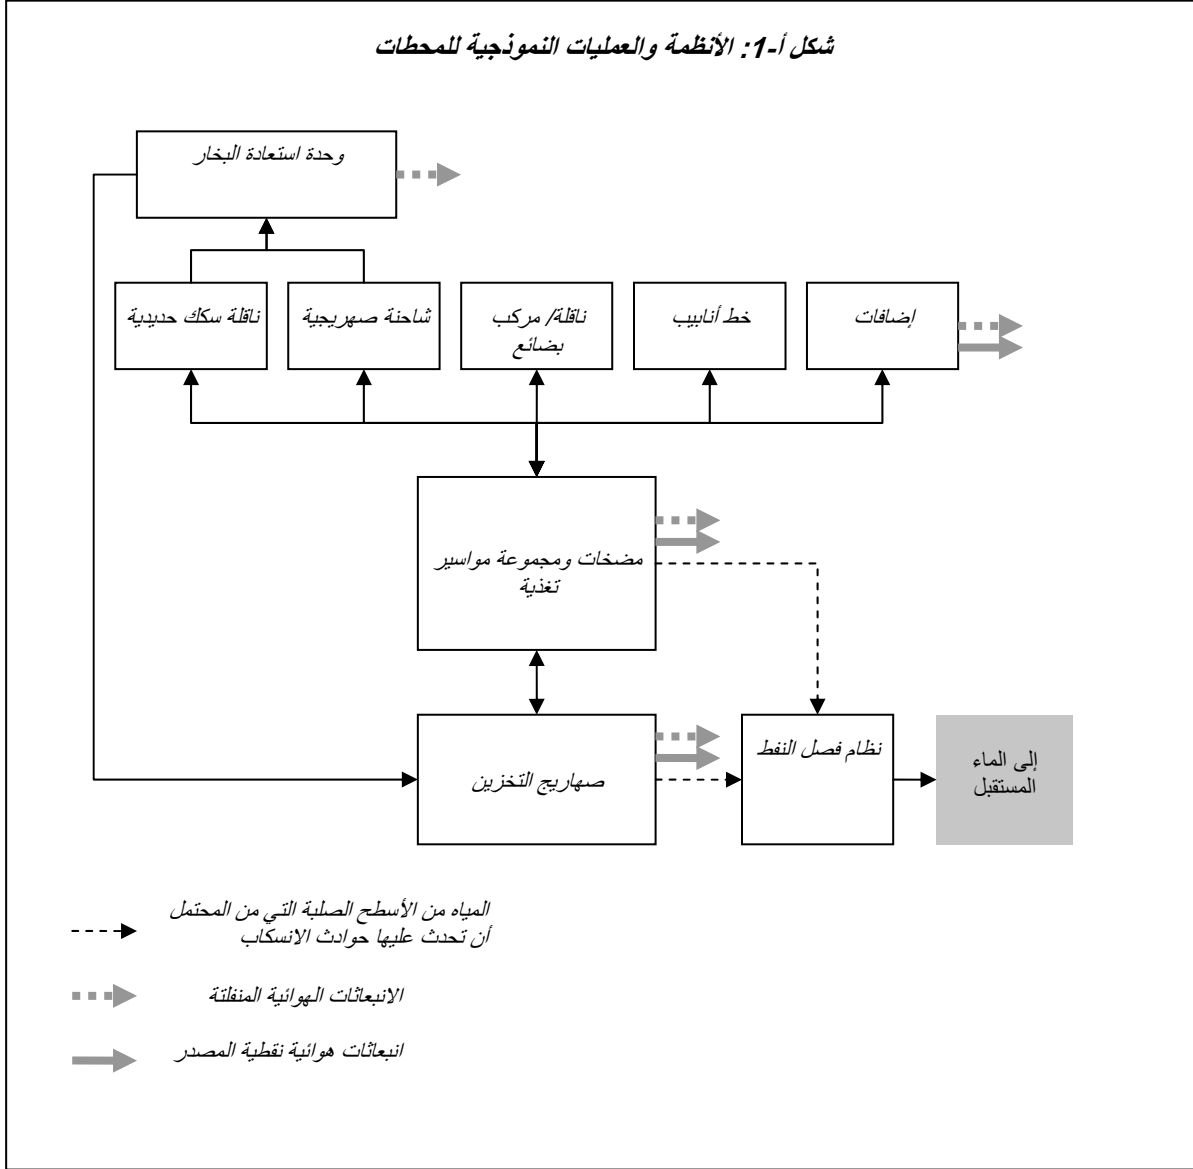 شكل أ-1: الأنظمة والعمليات النموذجية للمحطات
وحدة استعادة البخار
ناقلة سكك حديدية
شاحنة صهريجية
ناقلة/ مركب
بضائع
خط أنابيب
إضافات
مضخات ومجموعة مواسير
تغذية
صهاريج التخزين
نظام فصل النفط
إلى الماء
المستقبل
المياه من الأسطح الصلبة التي من المحتمل
أن تحدث عليها حوادث الانسكاب
الانبعاثات الهوائية المنفلتة
انبعاثات هوائية نقطية المصدر